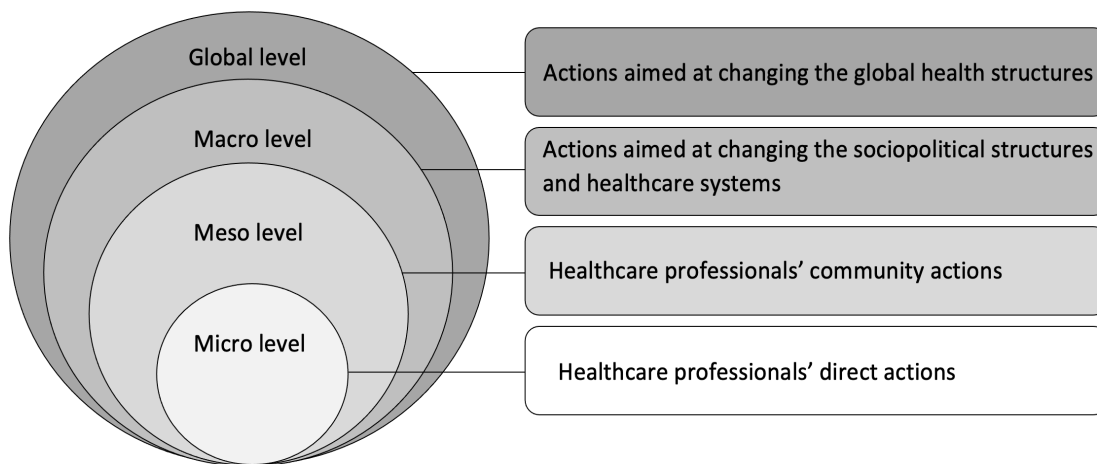 Global level
Actions aimed at changing the global health structures
Macro level
Actions aimed at changing the sociopolitical structures
and healthcare systems
Meso level
Healthcare professionals’ community actions
Micro level
Healthcare professionals’ direct actions